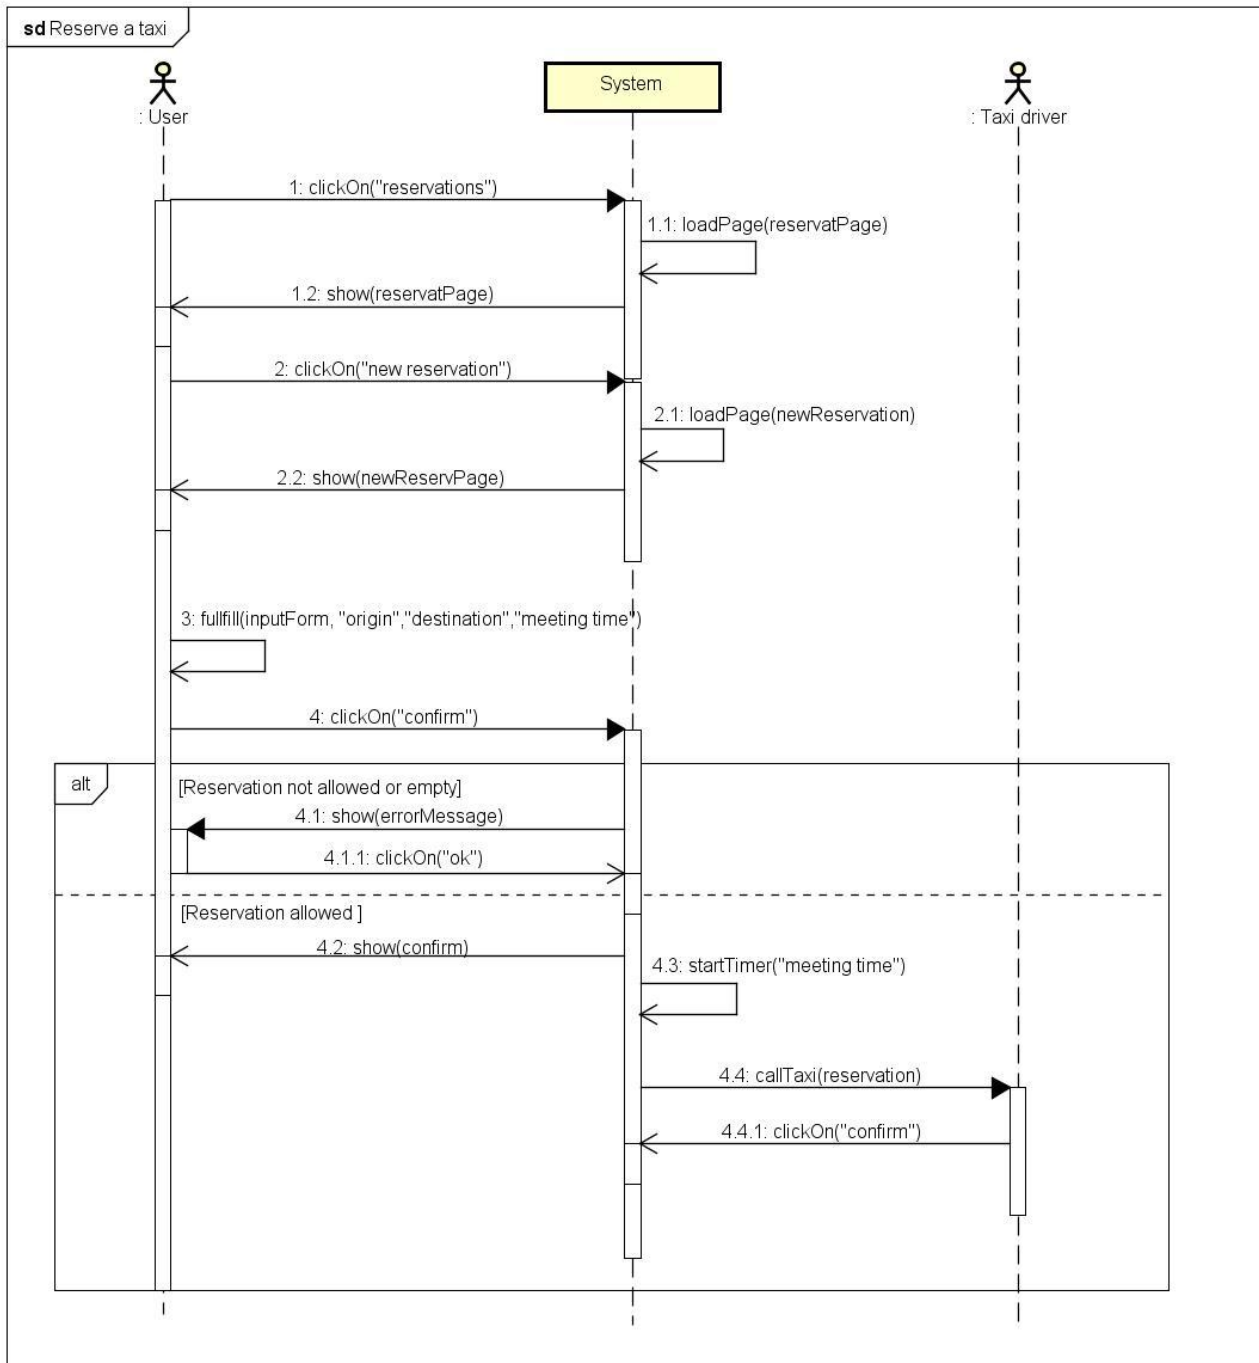 sd Reserve a taxi
System
: User
: Taxi driver
1: clickOn("reservations")
1.1: loadPage(reservatPage)
1.2: show(reservatPage)
2: clickOn("new reservation")
2.1: loadPage(newReservation)
2.2: show(newReservPage)
3: fullfill(inputForm, "origin","destination","meeting time")
4: clickOn("confirm")
alt
[Reservation not allowed or empty]
4.1: show(errorMessage)
4.1.1: clickOn("ok")
[Reservation allowed ]
4.2: show(confirm)
4.3: startTimer("meeting time")
4.4: callTaxi(reservation)
4.4.1: clickOn("confirm")